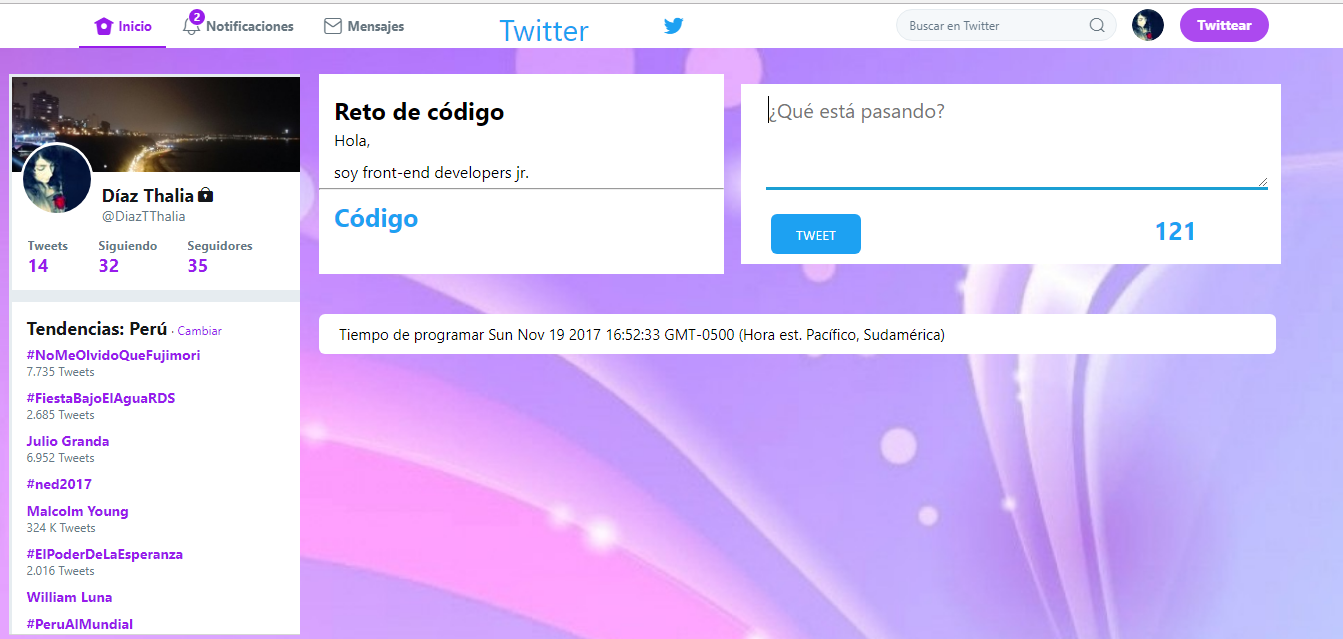 Inicio
2
Notificaciones
Mensajes
Twitter
Buscar en Twitter
Twittear
Díaz Thalia
@DiazTThalia
Tweets Siguiendo Seguidores
14 32 35
Tendencias: Perú · Cambiar
#NoMeOlvidoQueFujimori
7.735 Tweets
#FiestaBajoElAguaRDS
2.685 Tweets
Julio Granda
6.952 Tweets
#ned2017
Malcolm Young
324 K Tweets
#ElPoderDeLaEsperanza
2.016 Tweets
William Luna
#PeruAlMundial
Reto de código
Hola,
soy front-end developers jr.
Código
¿Qué está pasando?
TWEET
121
Tiempo de programar Sun Nov 19 2017 16:52:33 GMT-0500 (Hora est. Pacífico, Sudamérica)